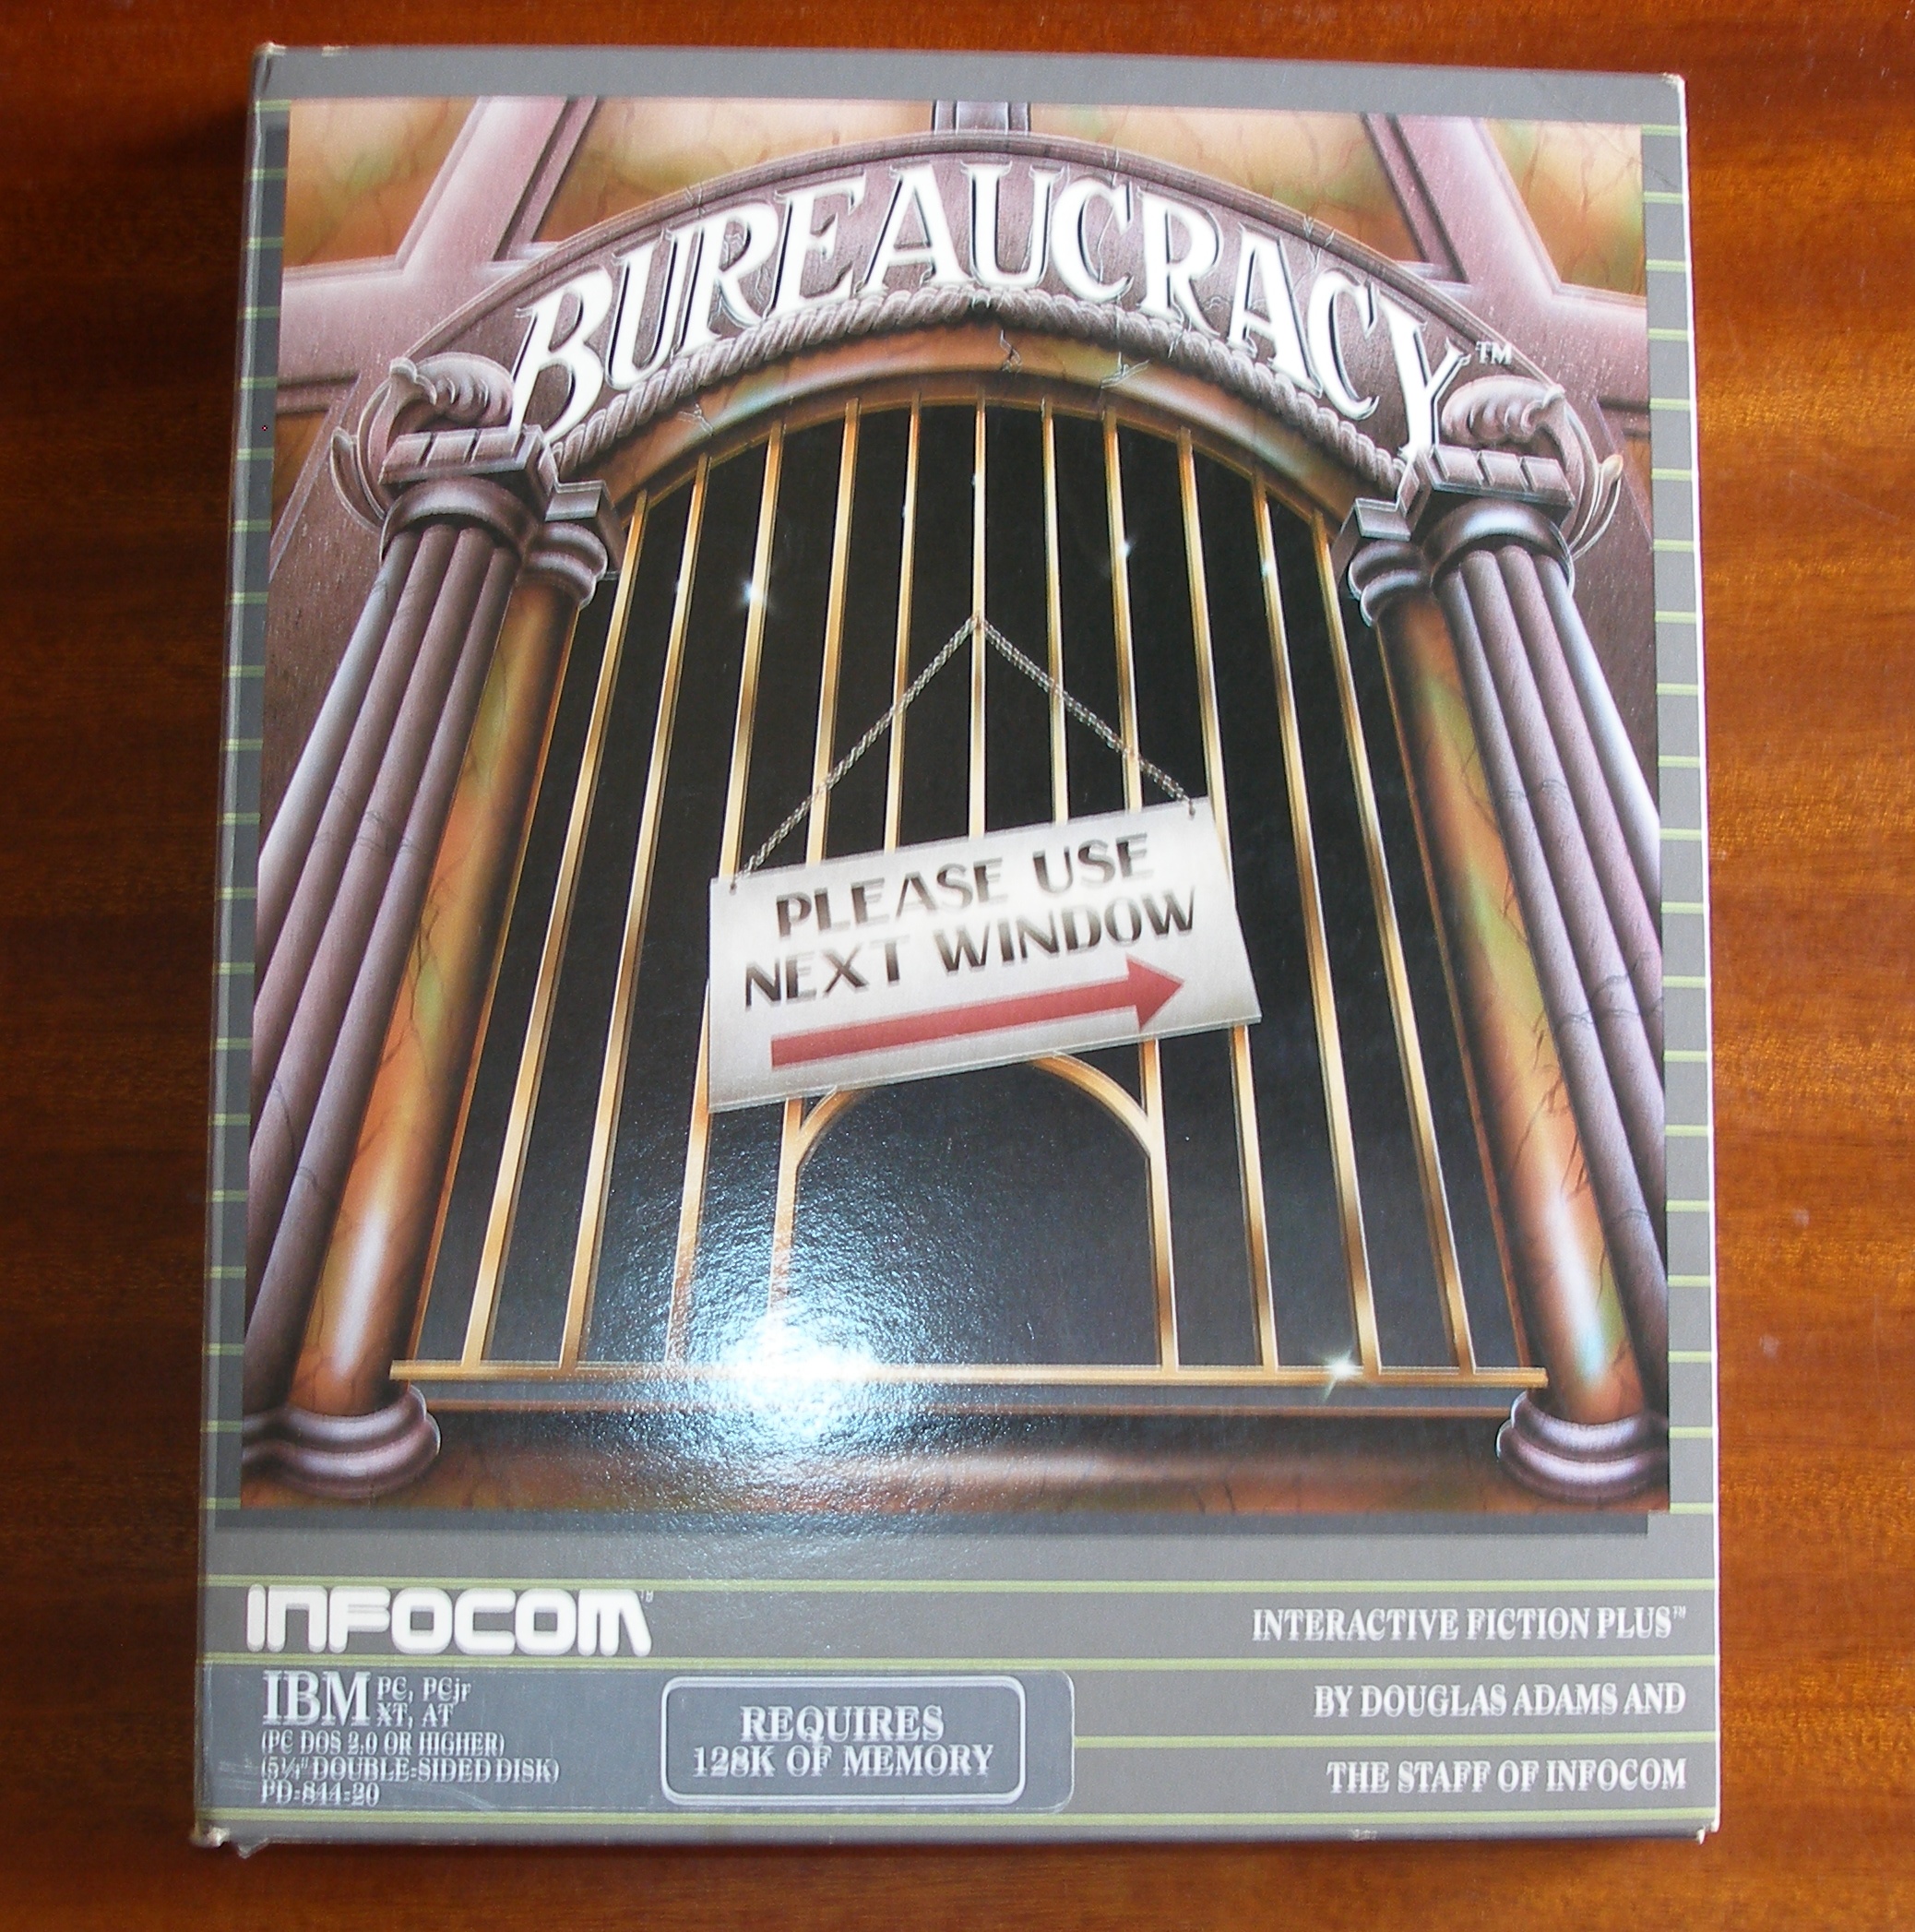 BUREAUCRACY™
PLEASE USE
NEXT WINDOW
INFOCOM™
INTERACTIVE FICTION PLUS™
IBM PC, PCjr
XT, AT
(PC DOS 2.0 OR HIGHER)
(5¼" DOUBLE-SIDED DISK)
PD-844-20
REQUIRES
128K OF MEMORY
BY DOUGLAS ADAMS AND
THE STAFF OF INFOCOM